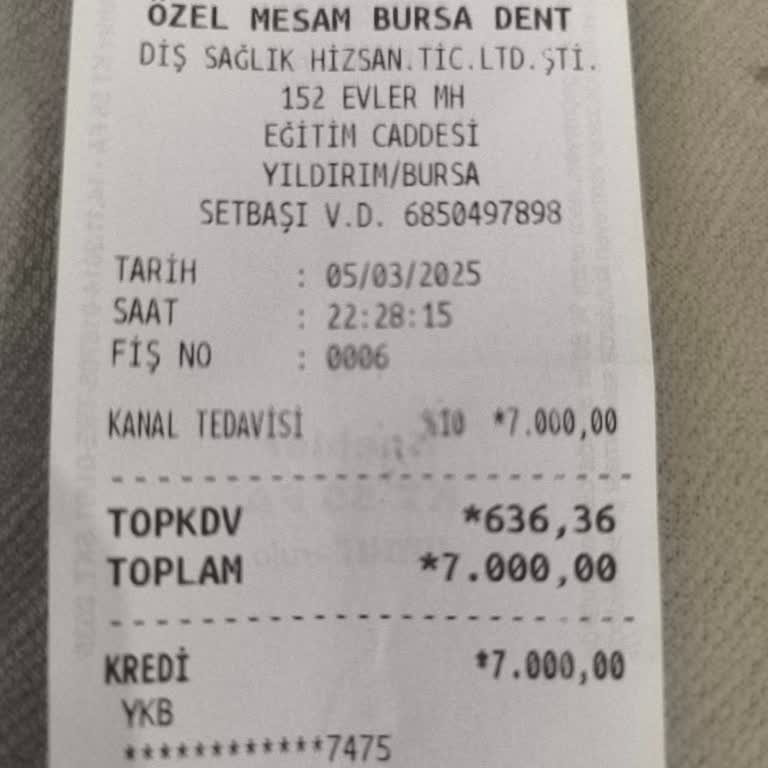 ÖZEL MESAM BURSA DENT
DİŞ SAĞLIK HİZSAN.TİC.LTD.ŞTİ.
152 EVLER MH
EĞİTİM CADDESİ
YILDIRIM/BURSA
SETBAŞI V.D. 6850497898
TARİH : 05/03/2025
SAAT : 22:28:15
FİŞ NO : 0006
KANAL TEDAVİSİ %10 *7.000,00
TOPKDV *636,36
TOPLAM *7.000,00
KREDİ *7.000,00
YKB
************7475